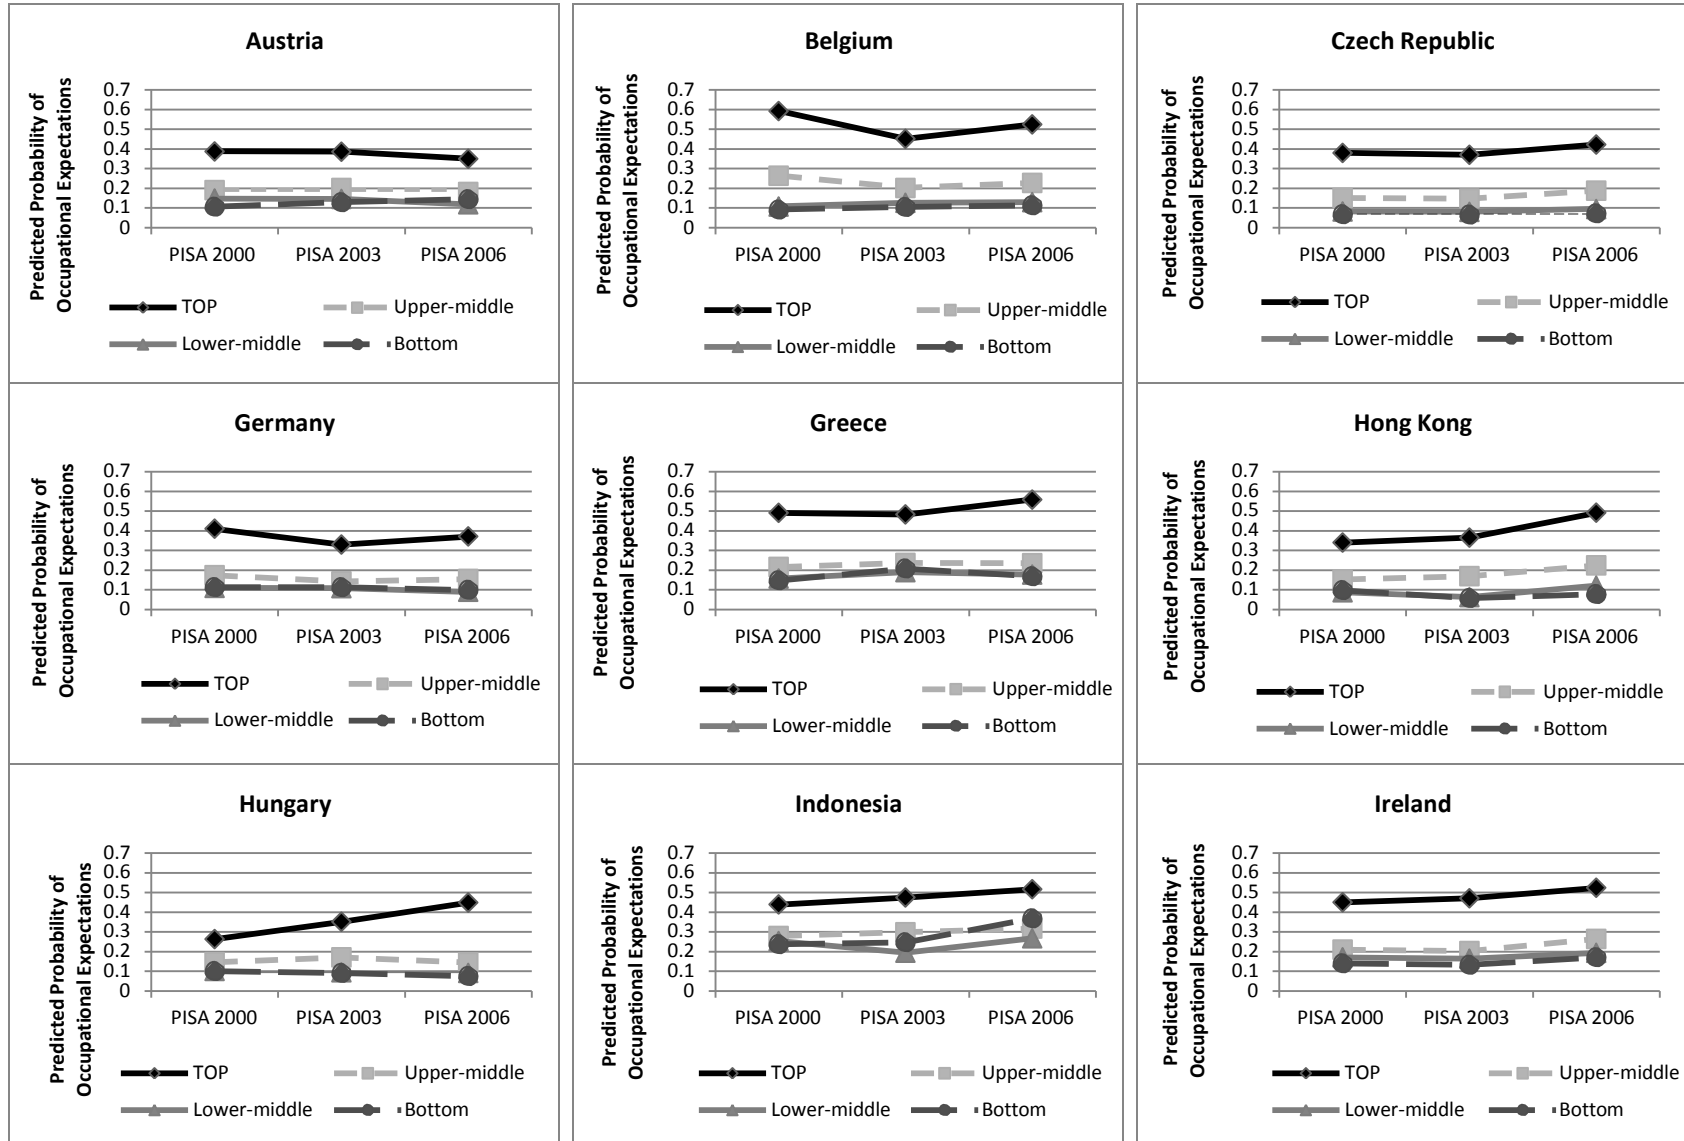 Austria
Predicted Probability of
Occupational Expectations
0.7
0.6
0.5
0.4
0.3
0.2
0.1
0
PISA 2000 PISA 2003 PISA 2006
TOP Upper-middle
Lower-middle Bottom
Belgium
Predicted Probability of
Occupational Expectations
0.7
0.6
0.5
0.4
0.3
0.2
0.1
0
PISA 2000 PISA 2003 PISA 2006
TOP Upper-middle
Lower-middle Bottom
Czech Republic
Predicted Probability of
Occupational Expectations
0.7
0.6
0.5
0.4
0.3
0.2
0.1
0
PISA 2000 PISA 2003 PISA 2006
TOP Upper-middle
Lower-middle Bottom
Germany
Predicted Probability of
Occupational Expectations
0.7
0.6
0.5
0.4
0.3
0.2
0.1
0
PISA 2000 PISA 2003 PISA 2006
TOP Upper-middle
Lower-middle Bottom
Greece
Predicted Probability of
Occupational Expectations
0.7
0.6
0.5
0.4
0.3
0.2
0.1
0
PISA 2000 PISA 2003 PISA 2006
TOP Upper-middle
Lower-middle Bottom
Hong Kong
Predicted Probability of
Occupational Expectations
0.7
0.6
0.5
0.4
0.3
0.2
0.1
0
PISA 2000 PISA 2003 PISA 2006
TOP Upper-middle
Lower-middle Bottom
Hungary
Predicted Probability of
Occupational Expectations
0.7
0.6
0.5
0.4
0.3
0.2
0.1
0
PISA 2000 PISA 2003 PISA 2006
TOP Upper-middle
Lower-middle Bottom
Indonesia
Predicted Probability of
Occupational Expectations
0.7
0.6
0.5
0.4
0.3
0.2
0.1
0
PISA 2000 PISA 2003 PISA 2006
TOP Upper-middle
Lower-middle Bottom
Ireland
Predicted Probability of
Occupational Expectations
0.7
0.6
0.5
0.4
0.3
0.2
0.1
0
PISA 2000 PISA 2003 PISA 2006
TOP Upper-middle
Lower-middle Bottom